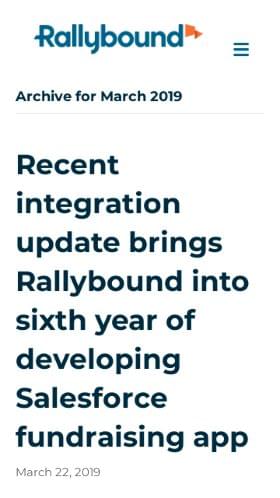 Rallybound
Archive for March 2019
Recent
integration
update brings
Rallybound into
sixth year of
developing
Salesforce
fundraising app
March 22, 2019